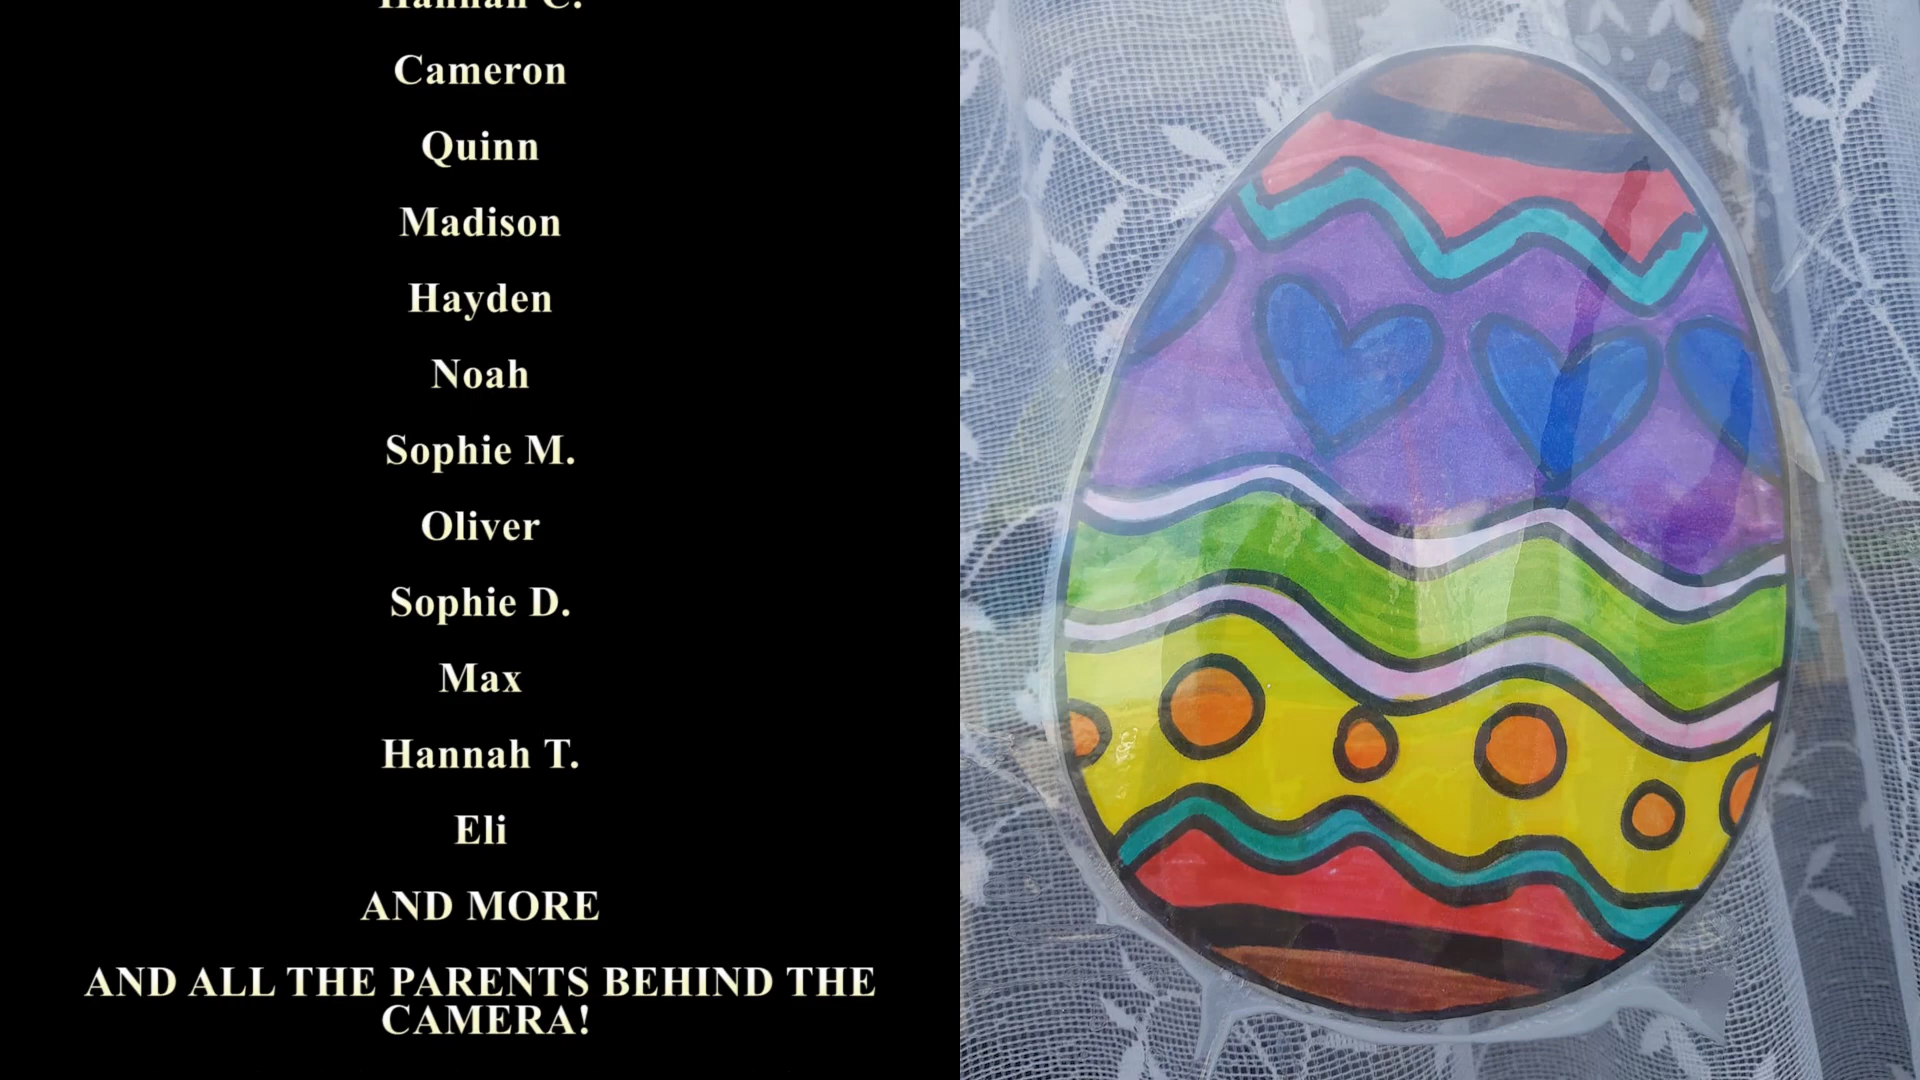 Hannah C.
Cameron
Quinn
Madison
Hayden
Noah
Sophie M.
Oliver
Sophie D.
Max
Hannah T.
Eli
AND MORE
AND ALL THE PARENTS BEHIND THE
CAMERA!